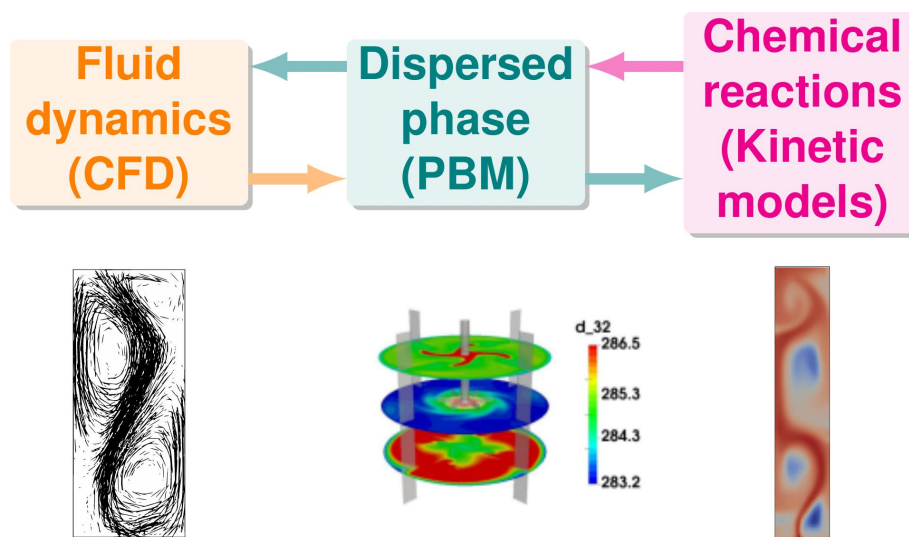 Fluid
dynamics
(CFD)
Dispersed
phase
(PBM)
Chemical
reactions
(Kinetic
models)
d_32
286.5
285.3
284.3
283.2